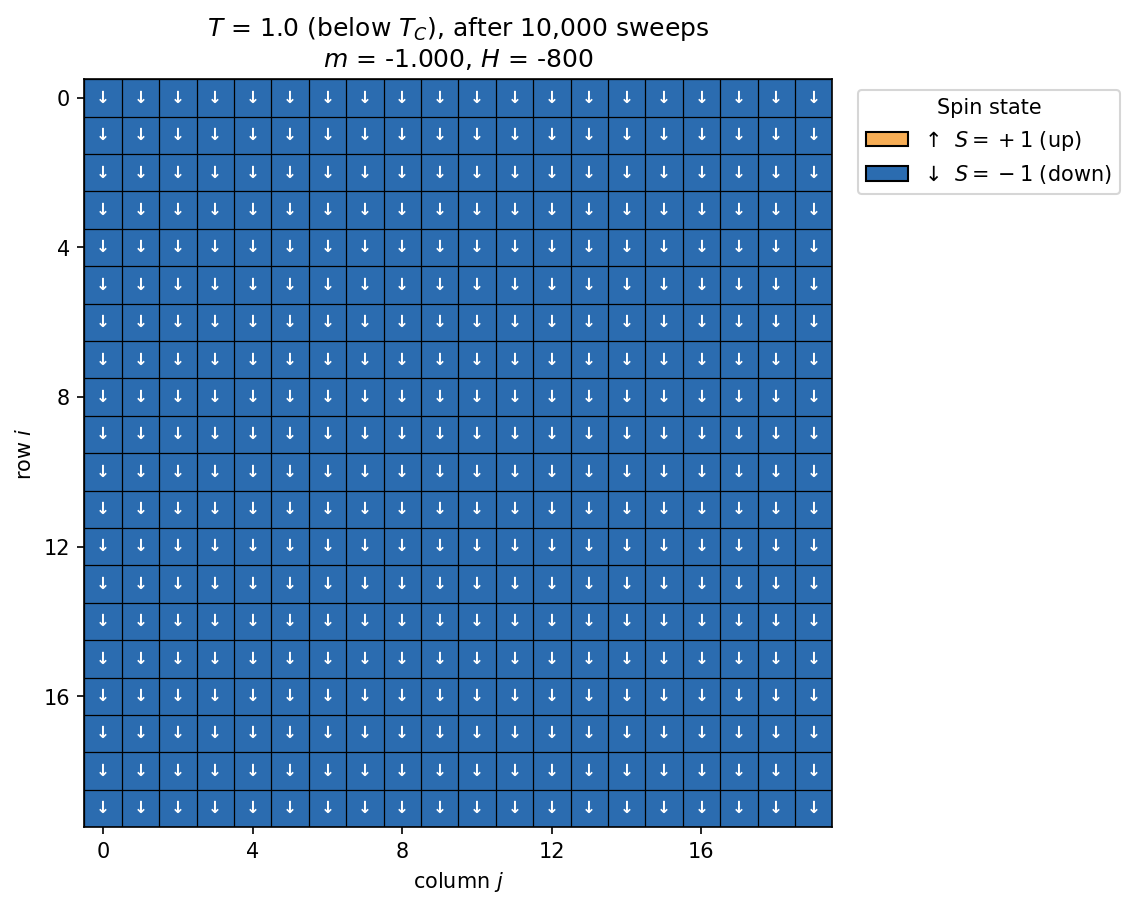 T = 1.0 (below T_C), after 10,000 sweeps
m = -1.000, H = -800
Spin state
↑ S = +1 (up)
↓ S = −1 (down)
0
↓ ↓ ↓ ↓ ↓ ↓ ↓ ↓ ↓ ↓ ↓ ↓ ↓ ↓ ↓ ↓ ↓ ↓ ↓ ↓
↓ ↓ ↓ ↓ ↓ ↓ ↓ ↓ ↓ ↓ ↓ ↓ ↓ ↓ ↓ ↓ ↓ ↓ ↓ ↓
↓ ↓ ↓ ↓ ↓ ↓ ↓ ↓ ↓ ↓ ↓ ↓ ↓ ↓ ↓ ↓ ↓ ↓ ↓ ↓
↓ ↓ ↓ ↓ ↓ ↓ ↓ ↓ ↓ ↓ ↓ ↓ ↓ ↓ ↓ ↓ ↓ ↓ ↓ ↓
4
↓ ↓ ↓ ↓ ↓ ↓ ↓ ↓ ↓ ↓ ↓ ↓ ↓ ↓ ↓ ↓ ↓ ↓ ↓ ↓
↓ ↓ ↓ ↓ ↓ ↓ ↓ ↓ ↓ ↓ ↓ ↓ ↓ ↓ ↓ ↓ ↓ ↓ ↓ ↓
↓ ↓ ↓ ↓ ↓ ↓ ↓ ↓ ↓ ↓ ↓ ↓ ↓ ↓ ↓ ↓ ↓ ↓ ↓ ↓
↓ ↓ ↓ ↓ ↓ ↓ ↓ ↓ ↓ ↓ ↓ ↓ ↓ ↓ ↓ ↓ ↓ ↓ ↓ ↓
8
↓ ↓ ↓ ↓ ↓ ↓ ↓ ↓ ↓ ↓ ↓ ↓ ↓ ↓ ↓ ↓ ↓ ↓ ↓ ↓
↓ ↓ ↓ ↓ ↓ ↓ ↓ ↓ ↓ ↓ ↓ ↓ ↓ ↓ ↓ ↓ ↓ ↓ ↓ ↓
↓ ↓ ↓ ↓ ↓ ↓ ↓ ↓ ↓ ↓ ↓ ↓ ↓ ↓ ↓ ↓ ↓ ↓ ↓ ↓
↓ ↓ ↓ ↓ ↓ ↓ ↓ ↓ ↓ ↓ ↓ ↓ ↓ ↓ ↓ ↓ ↓ ↓ ↓ ↓
12
↓ ↓ ↓ ↓ ↓ ↓ ↓ ↓ ↓ ↓ ↓ ↓ ↓ ↓ ↓ ↓ ↓ ↓ ↓ ↓
↓ ↓ ↓ ↓ ↓ ↓ ↓ ↓ ↓ ↓ ↓ ↓ ↓ ↓ ↓ ↓ ↓ ↓ ↓ ↓
↓ ↓ ↓ ↓ ↓ ↓ ↓ ↓ ↓ ↓ ↓ ↓ ↓ ↓ ↓ ↓ ↓ ↓ ↓ ↓
↓ ↓ ↓ ↓ ↓ ↓ ↓ ↓ ↓ ↓ ↓ ↓ ↓ ↓ ↓ ↓ ↓ ↓ ↓ ↓
16
↓ ↓ ↓ ↓ ↓ ↓ ↓ ↓ ↓ ↓ ↓ ↓ ↓ ↓ ↓ ↓ ↓ ↓ ↓ ↓
↓ ↓ ↓ ↓ ↓ ↓ ↓ ↓ ↓ ↓ ↓ ↓ ↓ ↓ ↓ ↓ ↓ ↓ ↓ ↓
↓ ↓ ↓ ↓ ↓ ↓ ↓ ↓ ↓ ↓ ↓ ↓ ↓ ↓ ↓ ↓ ↓ ↓ ↓ ↓
↓ ↓ ↓ ↓ ↓ ↓ ↓ ↓ ↓ ↓ ↓ ↓ ↓ ↓ ↓ ↓ ↓ ↓ ↓ ↓
row i
0 4 8 12 16
column j